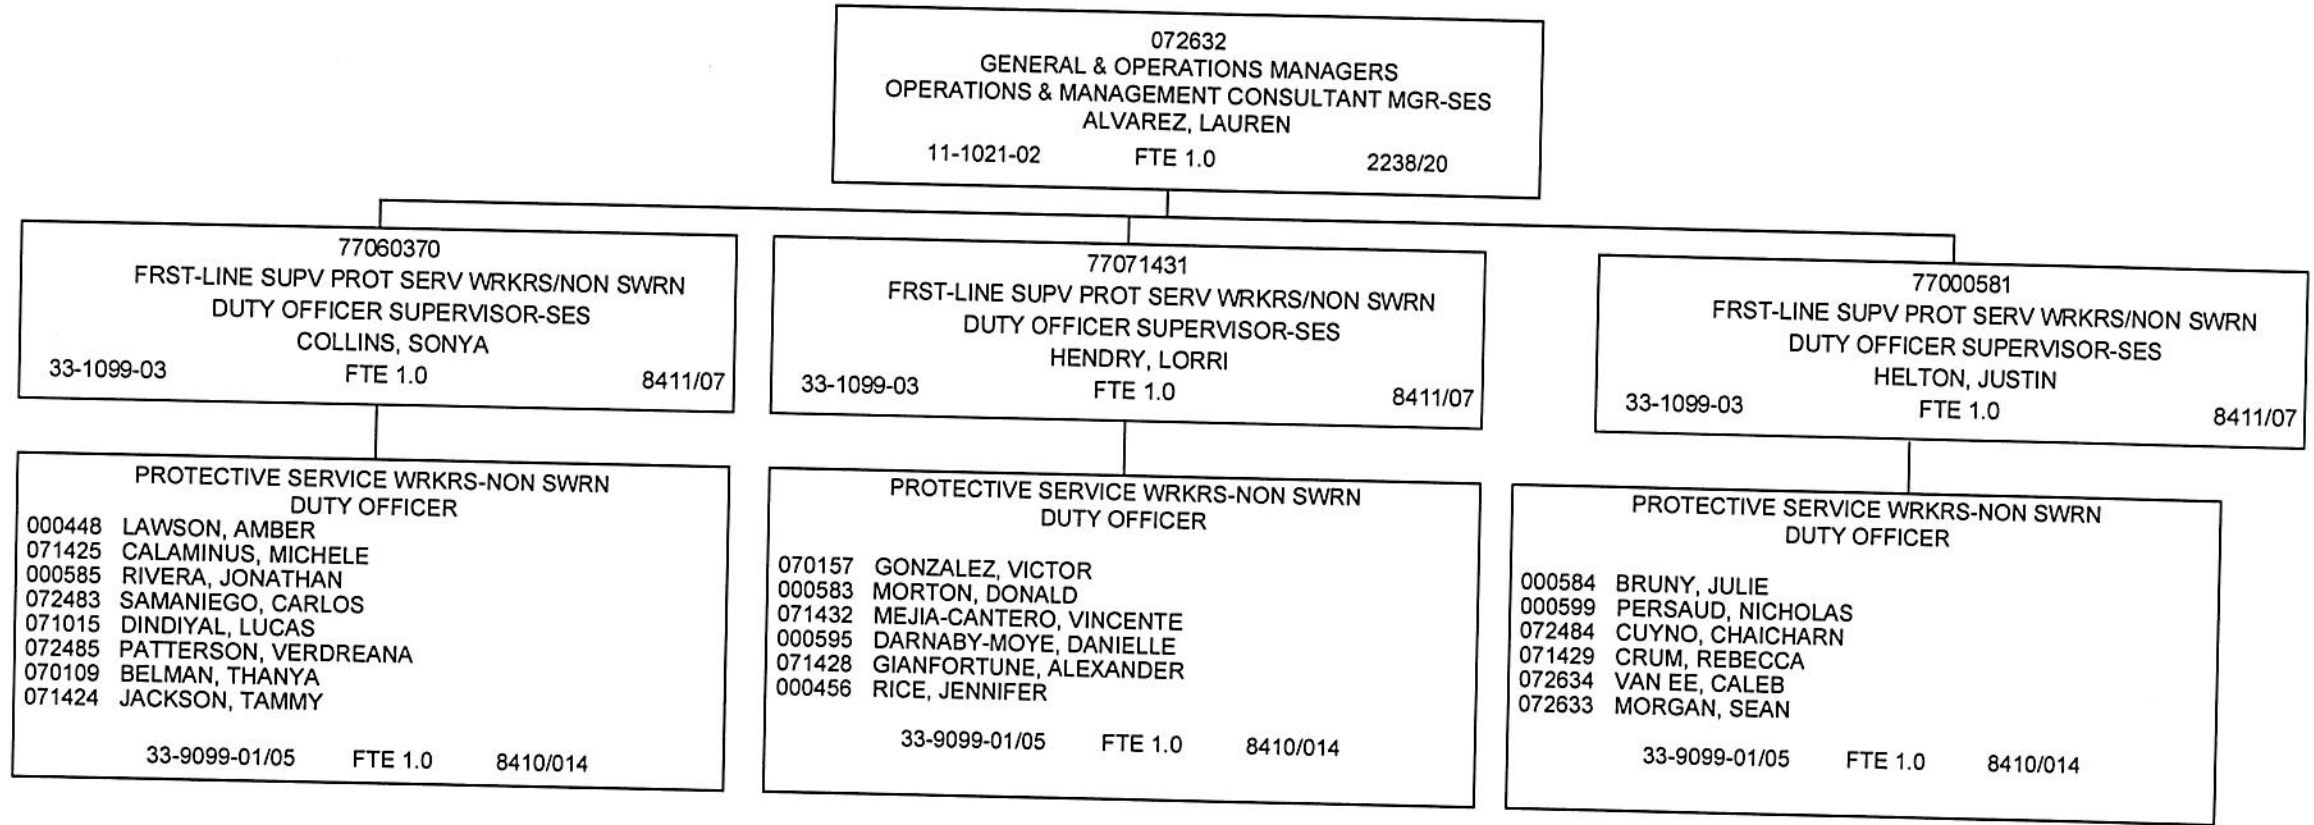 072632
GENERAL & OPERATIONS MANAGERS
OPERATIONS & MANAGEMENT CONSULTANT MGR-SES
ALVAREZ, LAUREN
11-1021-02 FTE 1.0 2238/20
77060370
FRST-LINE SUPV PROT SERV WRKRS/NON SWRN
DUTY OFFICER SUPERVISOR-SES
COLLINS, SONYA
33-1099-03 FTE 1.0 8411/07
77071431
FRST-LINE SUPV PROT SERV WRKRS/NON SWRN
DUTY OFFICER SUPERVISOR-SES
HENDRY, LORRI
33-1099-03 FTE 1.0 8411/07
77000581
FRST-LINE SUPV PROT SERV WRKRS/NON SWRN
DUTY OFFICER SUPERVISOR-SES
HELTON, JUSTIN
33-1099-03 FTE 1.0 8411/07
PROTECTIVE SERVICE WRKRS-NON SWRN
DUTY OFFICER
000448 LAWSON, AMBER
071425 CALAMINUS, MICHELE
000585 RIVERA, JONATHAN
072483 SAMANIEGO, CARLOS
071015 DINDIYAL, LUCAS
072485 PATTERSON, VERDREANA
070109 BELMAN, THANYA
071424 JACKSON, TAMMY
33-9099-01/05 FTE 1.0 8410/014
PROTECTIVE SERVICE WRKRS-NON SWRN
DUTY OFFICER
070157 GONZALEZ, VICTOR
000583 MORTON, DONALD
071432 MEJIA-CANTERO, VINCENTE
000595 DARNABY-MOYE, DANIELLE
071428 GIANFORTUNE, ALEXANDER
000456 RICE, JENNIFER
33-9099-01/05 FTE 1.0 8410/014
PROTECTIVE SERVICE WRKRS-NON SWRN
DUTY OFFICER
000584 BRUNY, JULIE
000599 PERSAUD, NICHOLAS
072484 CUYNO, CHAICHARN
071429 CRUM, REBECCA
072634 VAN EE, CALEB
072633 MORGAN, SEAN
33-9099-01/05 FTE 1.0 8410/014